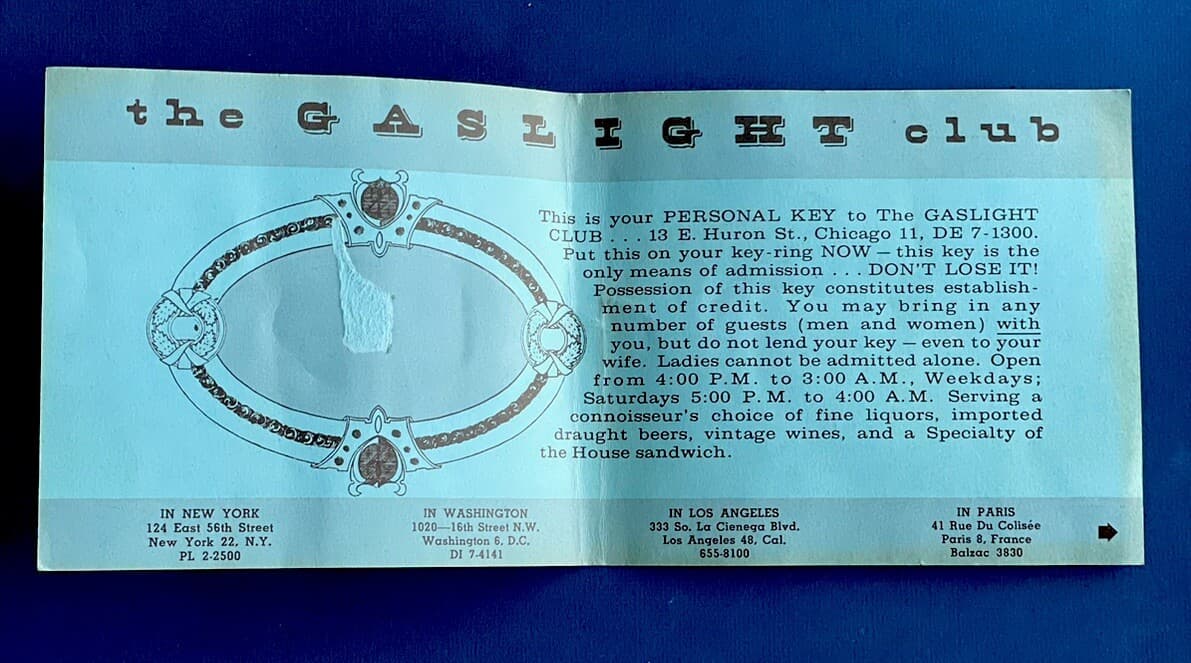 the GASLIGHT club
This is your PERSONAL KEY to The GASLIGHT
CLUB . . . 13 E. Huron St., Chicago 11, DE 7-1300.
Put this on your key-ring NOW — this key is the
only means of admission . . . DON'T LOSE IT!
Possession of this key constitutes establish-
ment of credit. You may bring in any
number of guests (men and women) with
you, but do not lend your key — even to your
wife. Ladies cannot be admitted alone. Open
from 4:00 P.M. to 3:00 A.M., Weekdays;
Saturdays 5:00 P. M. to 4:00 A.M. Serving a
connoisseur's choice of fine liquors, imported
draught beers, vintage wines, and a Specialty of
the House sandwich.
IN NEW YORK
124 East 56th Street
New York 22, N.Y.
PL 2-2500
IN WASHINGTON
1020—16th Street N.W.
Washington 6, D.C.
DI 7-4141
IN LOS ANGELES
333 So. La Cienega Blvd.
Los Angeles 48, Cal.
655-8100
IN PARIS
41 Rue Du Colisée
Paris 8, France
Balzac 3830